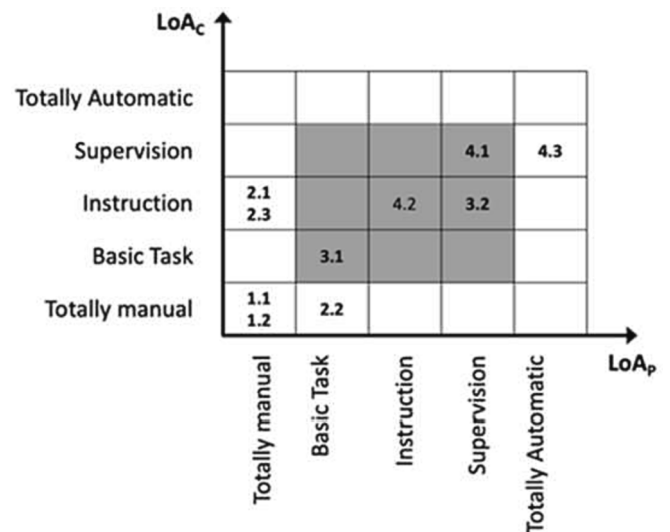 LoAC
Totally Automatic
Supervision
4.1
4.3
Instruction
2.1
2.3
4.2
3.2
Basic Task
3.1
Totally manual
1.1
1.2
2.2
LoAP
Totally manual
Basic Task
Instruction
Supervision
Totally Automatic